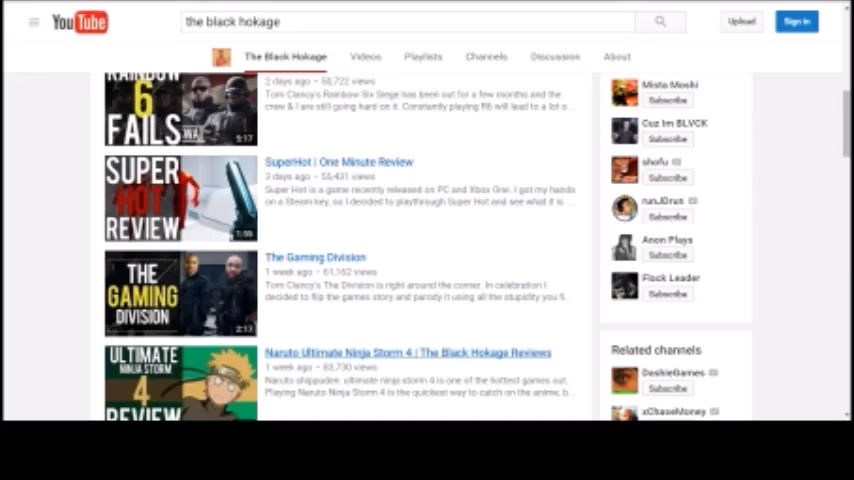 YouTube
the black hokage
Upload
Sign in
The Black Hokage
Videos
Playlists
Channels
Discussion
About
RAINBOW
6
FAILS
5:17
2 days ago • views
Tom Clancy's Rainbow Six Siege has been out for a few months and the
crew & I are still going hard on it. Constantly playing R6 will lead to a lot o...
SUPER
HOT
REVIEW
SuperHot | One Minute Review
3 days ago • 55,431 views
Super Hot is a game recently released on PC and Xbox One. I got my hands
on a Steam key, so I decided to playthrough Super Hot and see what it is ...
THE
GAMING
DIVISION
2:17
The Gaming Division
1 week ago • 61,162 views
Tom Clancy's The Division is right around the corner. In celebration I
decided to flip the games story and parody it using all the stupidity you fi...
ULTIMATE
NINJA STORM
4
REVIEW
Naruto Ultimate Ninja Storm 4 | The Black Hokage Reviews
1 week ago • 83,730 views
Naruto shippuden: ultimate ninja storm 4 is one of the hottest games out.
Playing Naruto Ninja Storm 4 is the quickest way to catch on the anime, b...
Mista Moshi
Subscribe
Cuz Im BLVCK
Subscribe
shofu
Subscribe
runJDrun
Subscribe
Anon Plays
Subscribe
Flock Leader
Subscribe
Related channels
DashieGames
Subscribe
xChaseMoney